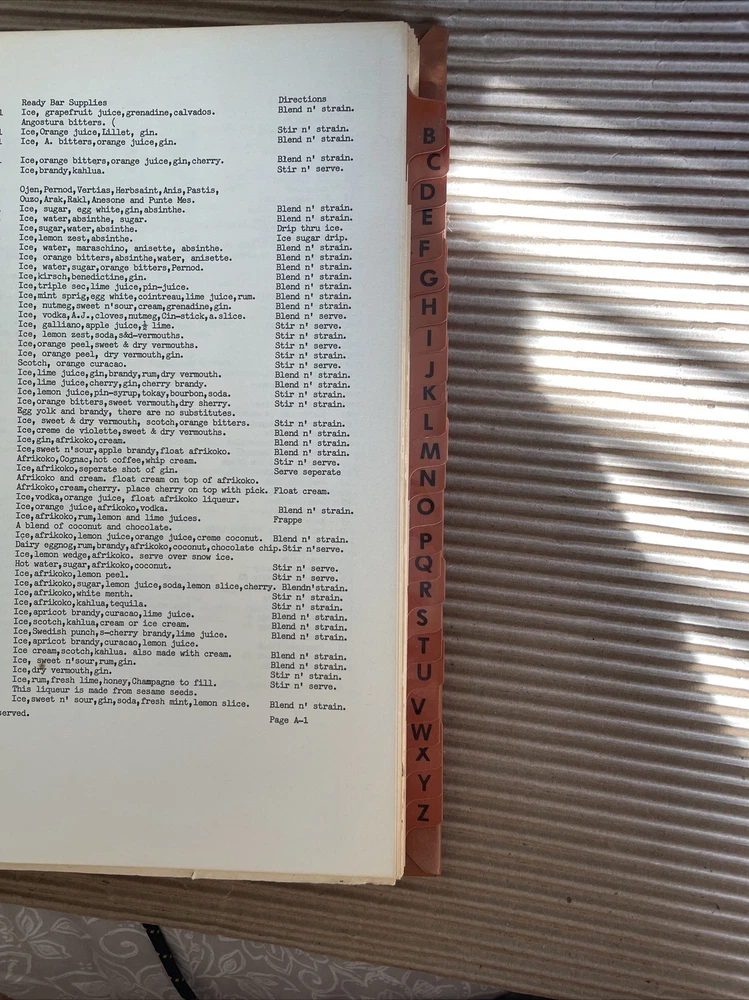 Ready Bar Supplies Directions
Ice, grapefruit juice,grenadine,calvados. Blend n' strain.
Angostura bitters. (
Ice,Orange juice,Lillet, gin. Stir n' strain.
Ice, A. bitters,orange juice,gin. Blend n' strain.
Ice,orange bitters,orange juice,gin,cherry. Blend n' strain.
Ice,brandy,kahlua. Stir n' serve.
Ojen,Pernod,Vertias,Herbsaint,Anis,Pastis,
Ouzo,Arak,Rakl,Anesone and Punte Mes.
Ice, sugar, egg white,gin,absinthe. Blend n' strain.
Ice, water,absinthe, sugar. Blend n' strain.
Ice,sugar,water,absinthe. Drip thru ice.
Ice,lemon zest,absinthe. Ice sugar drip.
Ice, water, maraschino, anisette, absinthe. Blend n' strain.
Ice, orange bitters,absinthe,water, anisette. Blend n' strain.
Ice, water,sugar,orange bitters,Pernod. Blend n' strain.
Ice,kirsch,benedictine,gin. Blend n' strain.
Ice,triple sec,lime juice,pin-juice. Blend n' strain.
Ice,mint sprig,egg white,cointreau,lime juice,rum. Blend n' strain.
Ice, nutmeg,sweet n'sour,cream,grenadine,gin. Blend n' strain.
Ice, vodka,A.J.,cloves,nutmeg,Cin-stick,a.slice. Blend n' serve.
Ice, galliano,apple juice,½ lime. Stir n' serve.
Ice, lemon zest,soda,s&d-vermouths. Stir n' strain.
Ice,orange peel,sweet & dry vermouths. Stir n' serve.
Ice, orange peel, dry vermouth,gin. Stir n' strain.
Scotch, orange curacao. Stir n' serve.
Ice,lime juice,gin,brandy,rum,dry vermouth. Blend n' strain.
Ice,lime juice,cherry,gin,cherry brandy. Blend n' strain.
Ice,lemon juice,pin-syrup,tokay,bourbon,soda. Stir n' strain.
Ice,orange bitters,sweet vermouth,dry sherry. Stir n' strain.
Egg yolk and brandy, there are no substitutes.
Ice, sweet & dry vermouth, scotch,orange bitters. Stir n' strain.
Ice,creme de violette,sweet & dry vermouths. Blend n' strain.
Ice,gin,afrikoko,cream. Blend n' strain.
Ice,sweet n'sour,apple brandy,float afrikoko. Blend n' strain.
Afrikoko,Cognac,hot coffee,whip cream. Stir n' serve.
Ice,afrikoko,seperate shot of gin. Serve seperate
Afrikoko and cream. float cream on top of afrikoko.
Afrikoko,cream,cherry. place cherry on top with pick. Float cream.
Ice,vodka,orange juice, float afrikoko liqueur.
Ice,orange juice,afrikoko,vodka. Blend n' strain.
Ice,afrikoko,rum,lemon and lime juices. Frappe
A blend of coconut and chocolate.
Ice,afrikoko,lemon juice,orange juice,creme coconut. Blend n' strain.
Dairy eggnog,rum,brandy,afrikoko,coconut,chocolate chip.Stir n'serve.
Ice,lemon wedge,afrikoko. serve over snow ice.
Hot water,sugar,afrikoko,coconut. Stir n' serve.
Ice,afrikoko,lemon peel. Stir n' serve.
Ice,afrikoko,sugar,lemon juice,soda,lemon slice,cherry. Blendn'strain.
Ice,afrikoko,white menth. Stir n' strain.
Ice,afrikoko,kahlua,tequila. Stir n' strain.
Ice,apricot brandy,curacao,lime juice. Blend n' strain.
Ice,scotch,kahlua,cream or ice cream. Blend n' strain.
Ice,Swedish punch,s-cherry brandy,lime juice. Blend n' strain.
Ice,apricot brandy,curacao,lemon juice.
Ice cream,scotch,kahlua. also made with cream. Blend n' strain.
Ice, sweet n'sour,rum,gin. Blend n' strain.
Ice,dry vermouth,gin. Stir n' strain.
Ice,rum,fresh lime,honey,Champagne to fill. Stir n' serve.
This liqueur is made from sesame seeds.
Ice,sweet n' sour,gin,soda,fresh mint,lemon slice. Blend n' strain.
served. Page A-1
B
C
D
E
F
G
H
I
J
K
L
M
N
O
P
Q
R
S
T
U
V
W
X
Y
Z